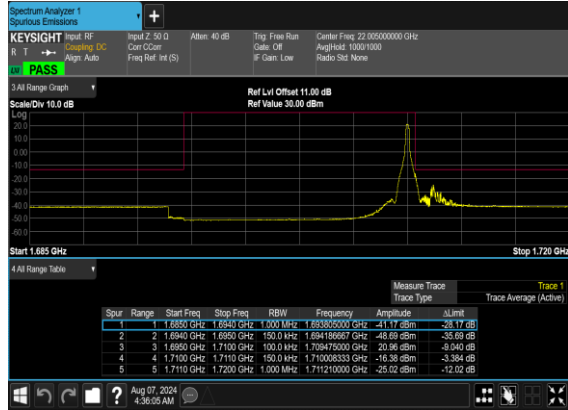 Spectrum Analyzer 1
Spurious Emissions
KEYSIGHT Input: RF Input Z: 50 Ω Atten: 40 dB Trig: Free Run Center Freq: 22.005000000 GHz
R T Coupling: DC Corr CCorr Gate: Off Avg|Hold: 1000/1000
Align: Auto Freq Ref: Int (S) IF Gain: Low Radio Std: None
PASS
3 All Range Graph
Ref Lvl Offset 11.00 dB
Scale/Div 10.0 dB Ref Value 30.00 dBm
Log
20.0
10.0
0.00
-10.0
-20.0
-30.0
-40.0
-50.0
-60.0
Start 1.685 GHz Stop 1.720 GHz
4 All Range Table
Measure Trace Trace 1
Trace Type Trace Average (Active)
Spur Range Start Freq Stop Freq RBW Frequency Amplitude ΔLimit
1 1 1.6850 GHz 1.6940 GHz 1.000 MHz 1.693805000 GHz -41.17 dBm -28.17 dB
2 2 1.6940 GHz 1.6950 GHz 150.0 kHz 1.694186667 GHz -48.69 dBm -35.69 dB
3 3 1.6950 GHz 1.7100 GHz 100.0 kHz 1.709475000 GHz 20.96 dBm -9.040 dB
4 4 1.7100 GHz 1.7110 GHz 150.0 kHz 1.710008333 GHz -16.38 dBm -3.384 dB
5 5 1.7110 GHz 1.7200 GHz 1.000 MHz 1.711210000 GHz -25.02 dBm -12.02 dB
Aug 07, 2024
4:36:05 AM